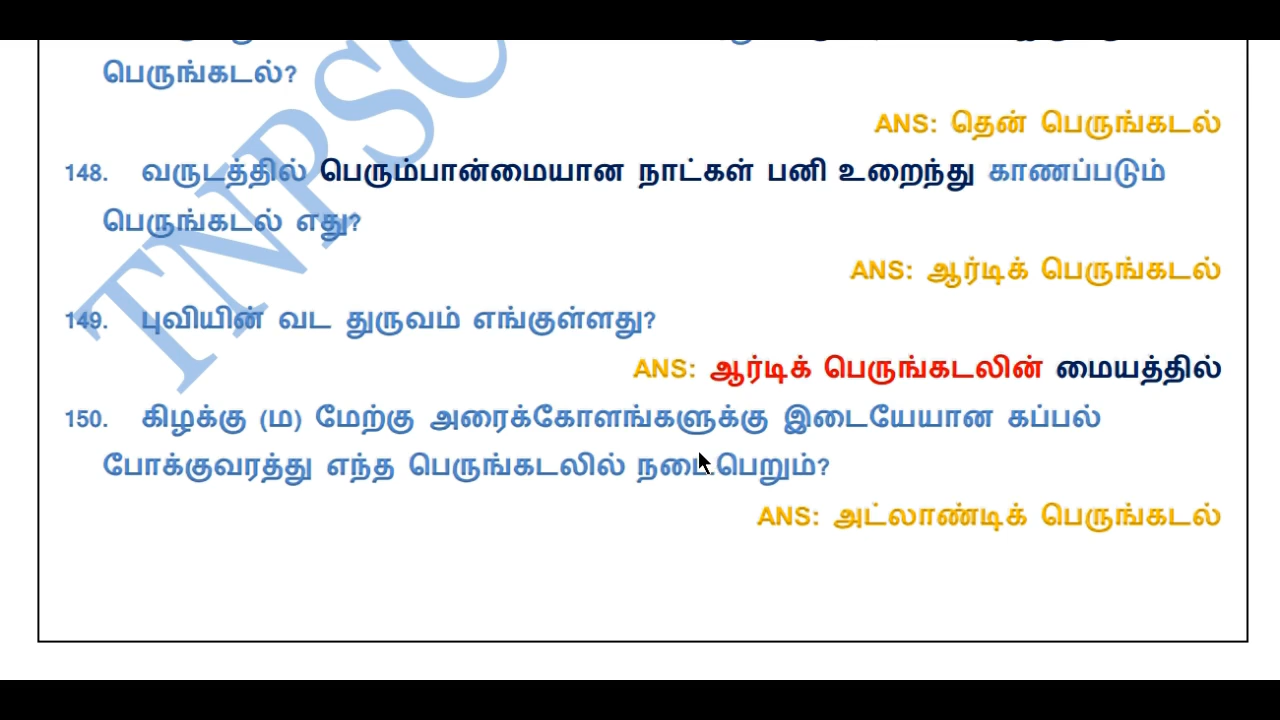 பெருங்கடல்?
ANS: தென் பெருங்கடல்
148. வருடத்தில் பெரும்பான்மையான நாட்கள் பனி உறைந்து காணப்படும்
பெருங்கடல் எது?
ANS: ஆர்டிக் பெருங்கடல்
149. புவியின் வட துருவம் எங்குள்ளது?
ANS: ஆர்டிக் பெருங்கடலின் மையத்தில்
150. கிழக்கு (ம) மேற்கு அரைக்கோளங்களுக்கு இடையேயான கப்பல்
போக்குவரத்து எந்த பெருங்கடலில் நடைபெறும்?
ANS: அட்லாண்டிக் பெருங்கடல்
TNPSC